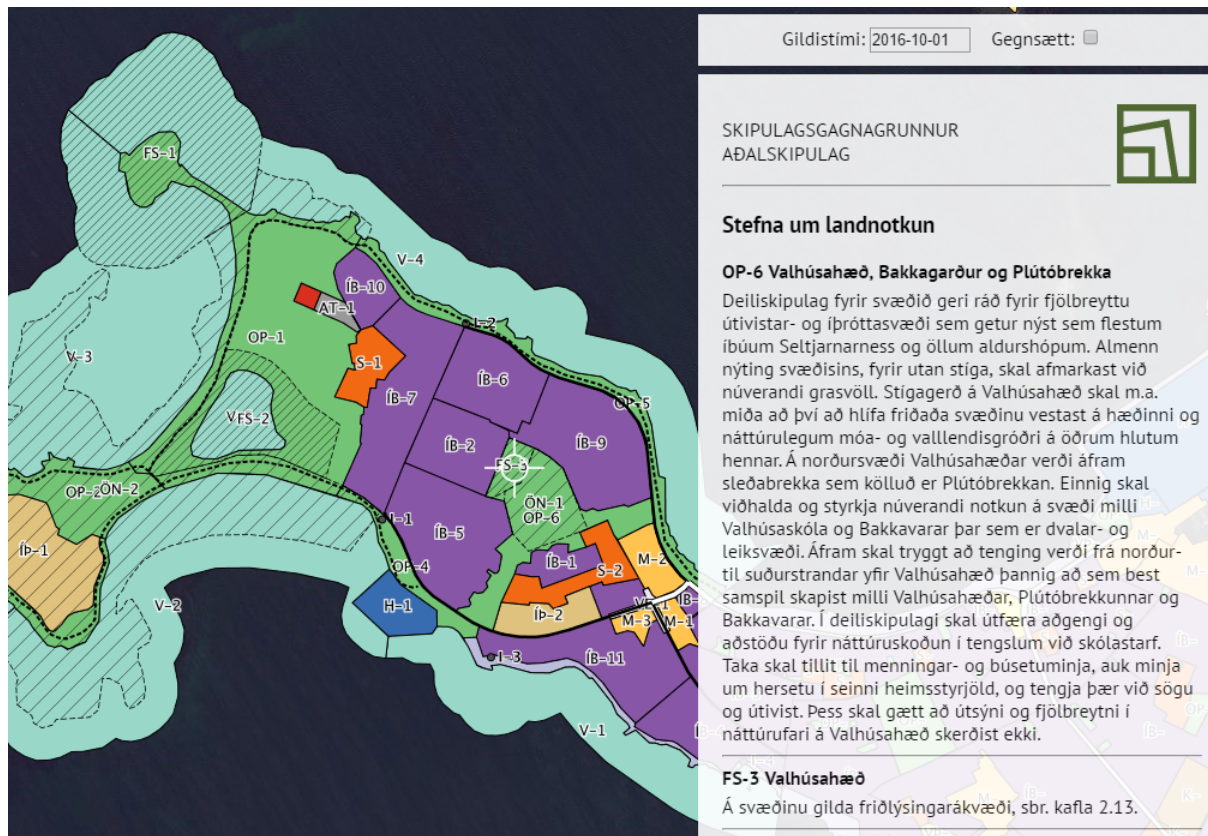 Gildistími: 2016-10-01 Gegnsætt:
SKIPULAGSGAGNAGRUNNUR
AÐALSKIPULAG
Stefna um landnotkun
OP-6 Valhúsahæð, Bakkagarður og Plútóbrekka
Deiliskipulag fyrir svæðið geri ráð fyrir fjölbreyttu
útivistar- og íþróttasvæði sem getur nýst sem flestum
íbúum Seltjarnarness og öllum aldurshópum. Almenn
nýting svæðisins, fyrir utan stíga, skal afmarkast við
núverandi grasvöll. Stígagerð á Valhúsahæð skal m.a.
miða að því að hlífa friðaða svæðinu vestast á hæðinni og
náttúrulegum móa- og valllendisgróðri á öðrum hlutum
hennar. Á norðursvæði Valhúsahæðar verði áfram
sleðabrekka sem kölluð er Plútóbrekkan. Einnig skal
viðhalda og styrkja núverandi notkun á svæði milli
Valhúsaskóla og Bakkavarar þar sem er dvalar- og
leiksvæði. Áfram skal tryggt að tenging verði frá norður-
til suðurstrandar yfir Valhúsahæð þannig að sem best
samspil skapist milli Valhúsahæðar, Plútóbrekkunnar og
Bakkavarar. Í deiliskipulagi skal útfæra aðgengi og
aðstöðu fyrir náttúruskoðun í tengslum við skólastarf.
Taka skal tillit til menningar- og búsetuminja, auk minja
um hersetu í seinni heimsstyrjöld, og tengja þær við sögu
og útivist. Þess skal gætt að útsýni og fjölbreytni í
náttúrufari á Valhúsahæð skerðist ekki.
FS-3 Valhúsahæð
Á svæðinu gilda friðlýsingarákvæði, sbr. kafla 2.13.
FS-1
V-4
ÍB-10
AT-1
L-2
OP-1
V-3
S-1
ÍB-6
ÍB-7
OP-5
FS-2
ÍB-2
ÍB-9
FS-3
OP-2
ÖN-2
ÖN-1
OP-6
L-1
ÍB-5
ÍÞ-1
ÍB-1
S-2
M-2
OP-4
V-2
H-1
ÍÞ-2
M-3
M-1
L-3
ÍB-11
V-1